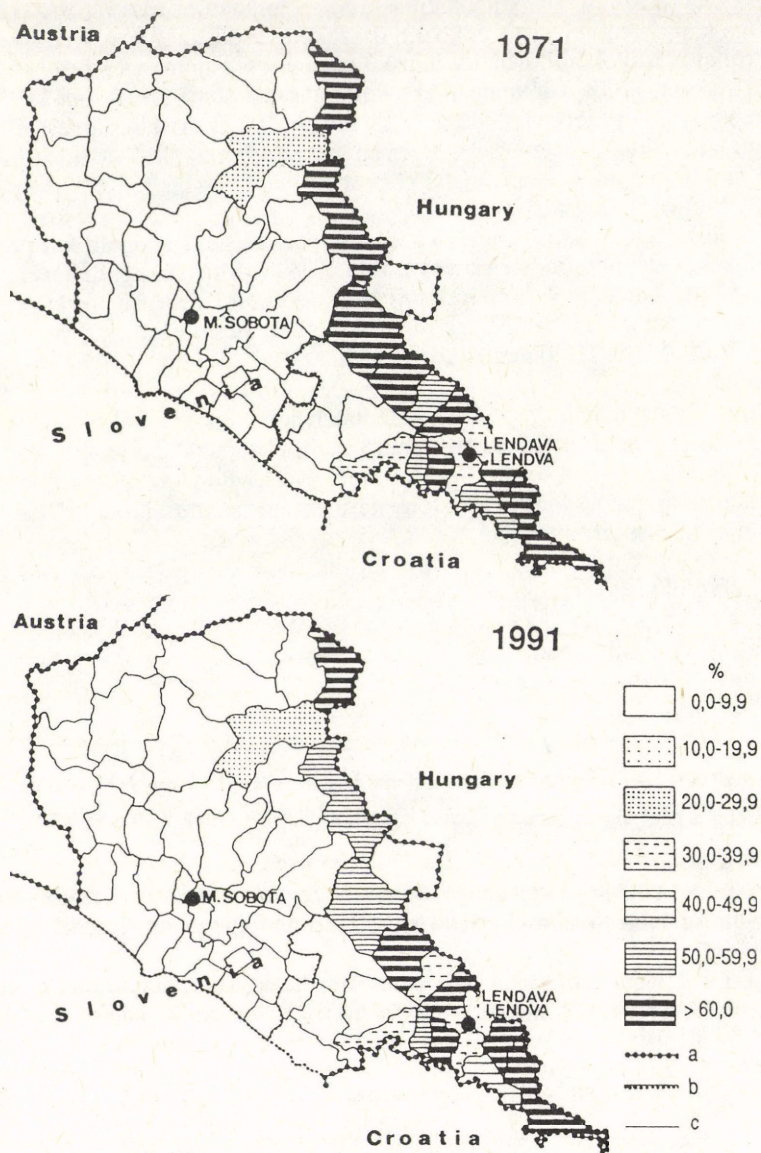 Austria
1971
Hungary
M. SOBOTA
Slovenia
LENDAVA
LENDVA
Croatia
Austria
1991
%
0,0-9,9
10,0-19,9
Hungary
20,0-29,9
30,0-39,9
40,0-49,9
M. SOBOTA
50,0-59,9
Slovenia
LENDAVA
LENDVA
> 60,0
a
b
c
Croatia